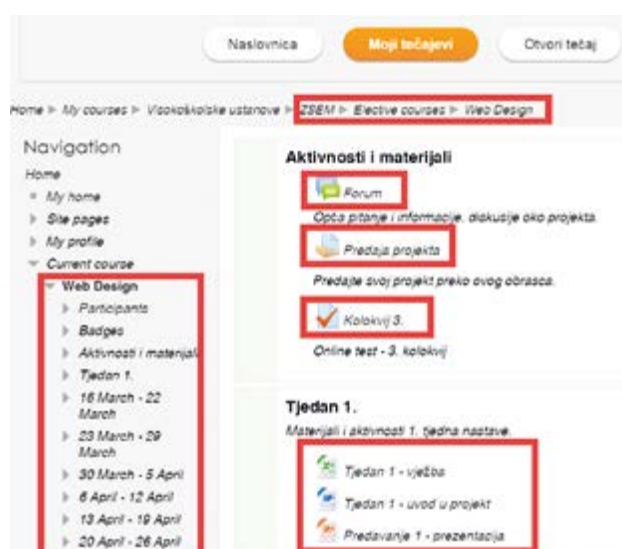 Naslovnica Moji tečajevi Otvori tečaj
Home ► My courses ► Visokoškolske ustanove ► ZSEM ► Elective courses ► Web Design
Navigation
Home
My home
Site pages
My profile
Current course
Web Design
Participants
Badges
Aktivnosti i materijali
Tjedan 1.
16 March - 22
March
23 March - 29
March
30 March - 5 April
6 April - 12 April
13 April - 19 April
20 April - 26 April
Aktivnosti i materijali
Forum
Opća pitanje i informacije, diskusije oko projekta.
Predaja projekta
Predajte svoj projekt preko ovog obrasca.
Kolokvij 3.
Online test - 3. kolokvij
Tjedan 1.
Materijali i aktivnosti 1. tjedna nastave.
Tjedan 1 - vježba
Tjedan 1 - uvod u projekt
Predavanje 1 - prezentacija